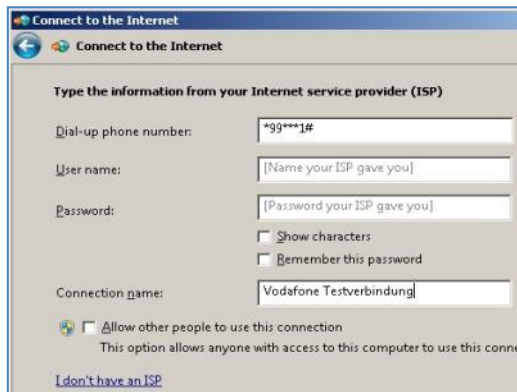 Connect to the Internet
Connect to the Internet
Type the information from your Internet service provider (ISP)
Dial-up phone number: *99***1#
User name: [Name your ISP gave you]
Password: [Password your ISP gave you]
Show characters
Remember this password
Connection name: Vodafone Testverbindung
Allow other people to use this connection
This option allows anyone with access to this computer to use this conne
I don't have an ISP